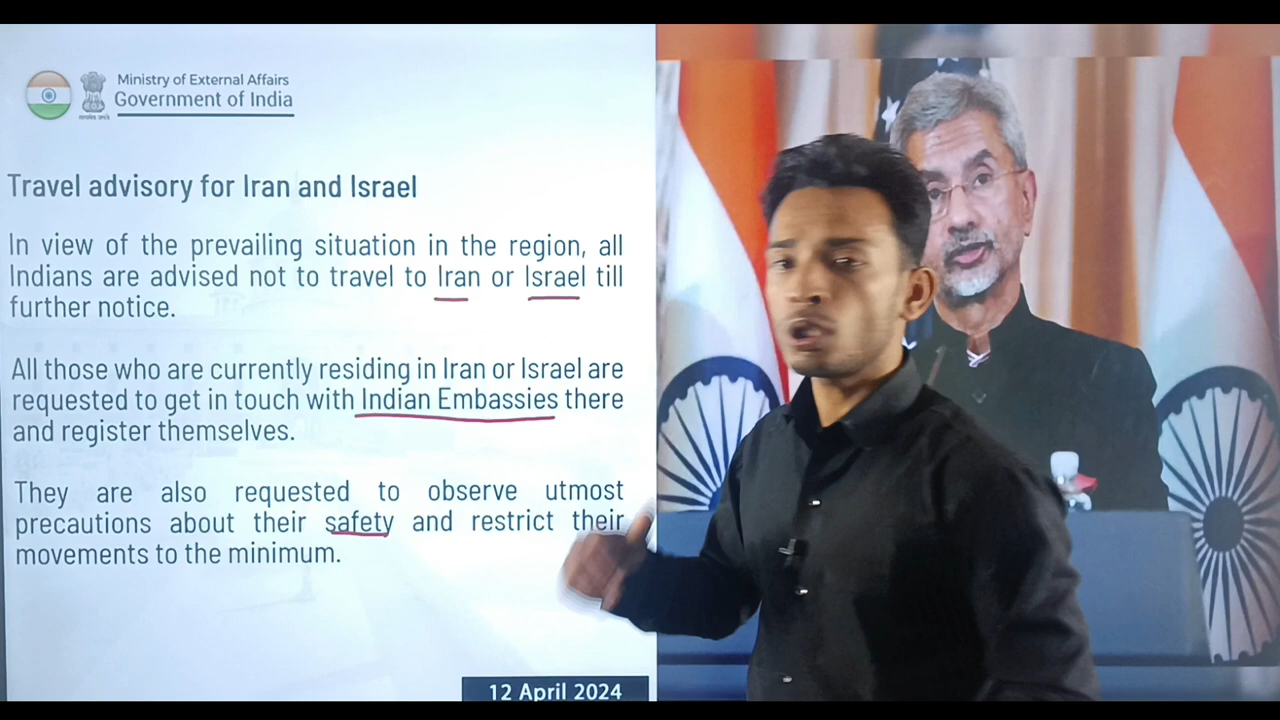 Ministry of External Affairs
Government of India
Travel advisory for Iran and Israel
In view of the prevailing situation in the region, all
Indians are advised not to travel to Iran or Israel till
further notice.
All those who are currently residing in Iran or Israel are
requested to get in touch with Indian Embassies there
and register themselves.
They are also requested to observe utmost
precautions about their safety and restrict their
movements to the minimum.
12 April 2024